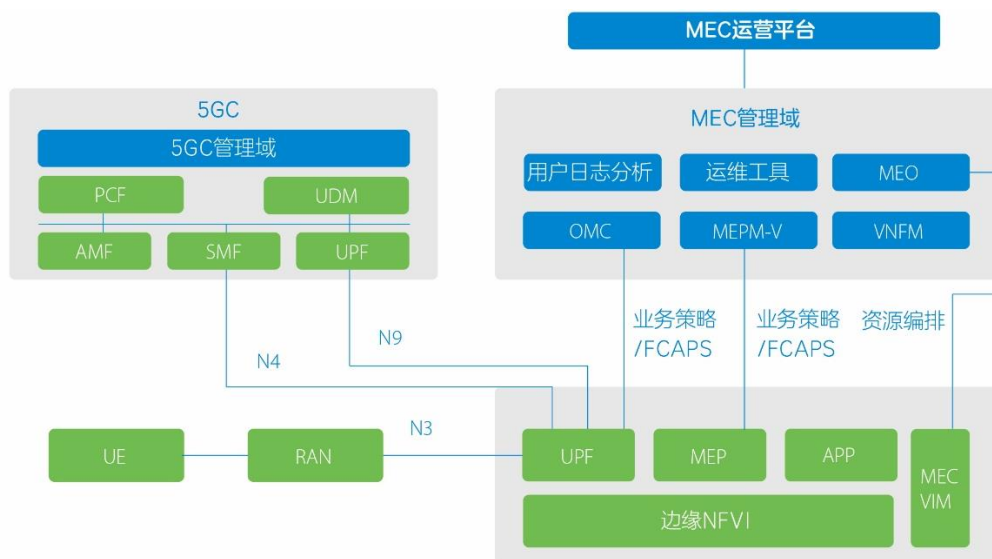 MEC运营平台
5GC
5GC管理域
PCF
UDM
AMF
SMF
UPF
MEC管理域
用户日志分析
运维工具
MEO
OMC
MEPM-V
VNFM
N4
N9
业务策略
/FCAPS
业务策略
/FCAPS
资源编排
UE
RAN
N3
UPF
MEP
APP
MEC
VIM
边缘NFVI